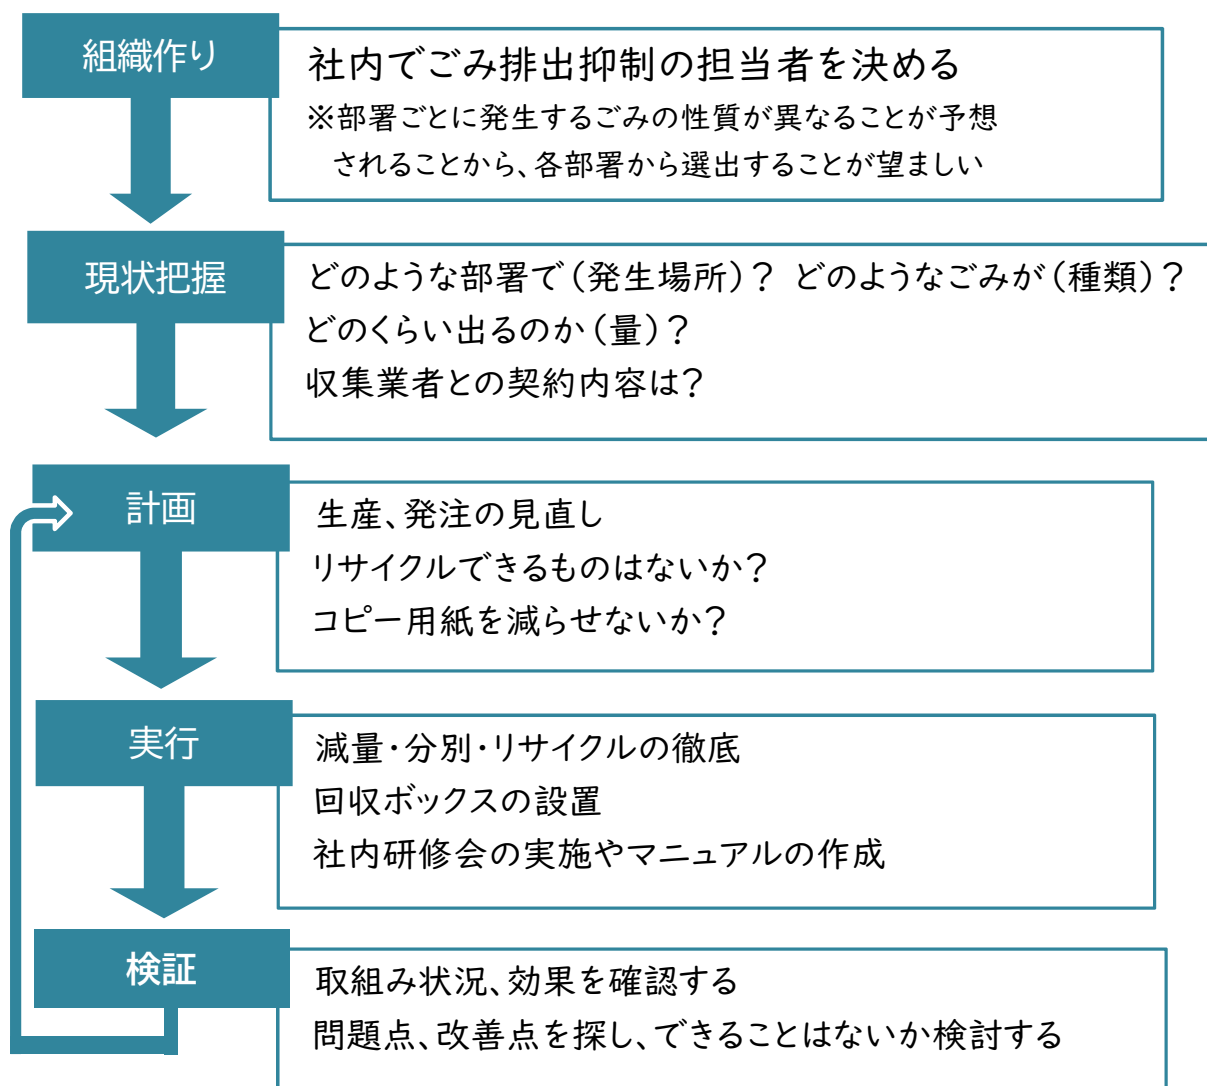 組織作り
社内でごみ排出抑制の担当者を決める
※部署ごとに発生するごみの性質が異なることが予想
されることから、各部署から選出することが望ましい
現状把握
どのような部署で（発生場所）？ どのようなごみが（種類）？
どのくらい出るのか（量）？
収集業者との契約内容は？
計画
生産、発注の見直し
リサイクルできるものはないか？
コピー用紙を減らせないか？
実行
減量・分別・リサイクルの徹底
回収ボックスの設置
社内研修会の実施やマニュアルの作成
検証
取組み状況、効果を確認する
問題点、改善点を探し、できることはないか検討する